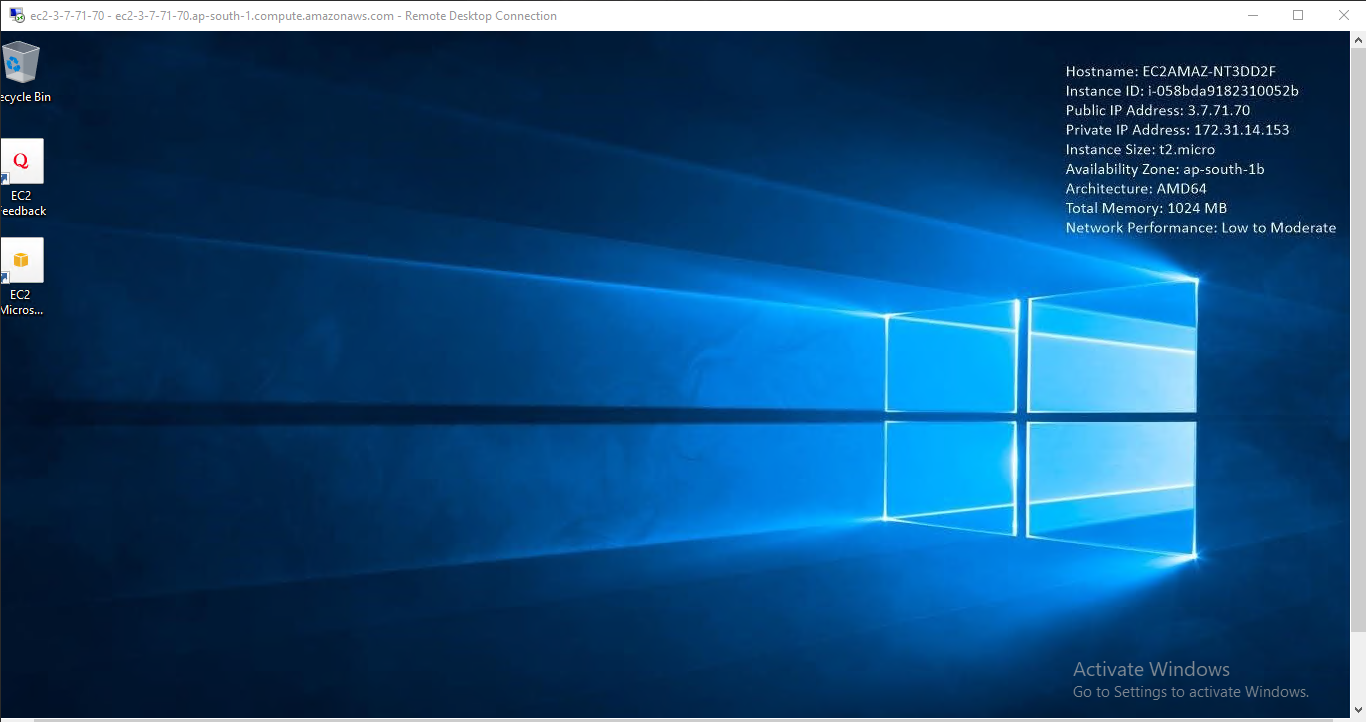 ec2-3-7-71-70 - ec2-3-7-71-70.ap-south-1.compute.amazonaws.com - Remote Desktop Connection
ecycle Bin
Q
EC2
Feedback
EC2
Micros...
Hostname: EC2AMAZ-NT3DD2F
Instance ID: i-058bda9182310052b
Public IP Address: 3.7.71.70
Private IP Address: 172.31.14.153
Instance Size: t2.micro
Availability Zone: ap-south-1b
Architecture: AMD64
Total Memory: 1024 MB
Network Performance: Low to Moderate
Activate Windows
Go to Settings to activate Windows.